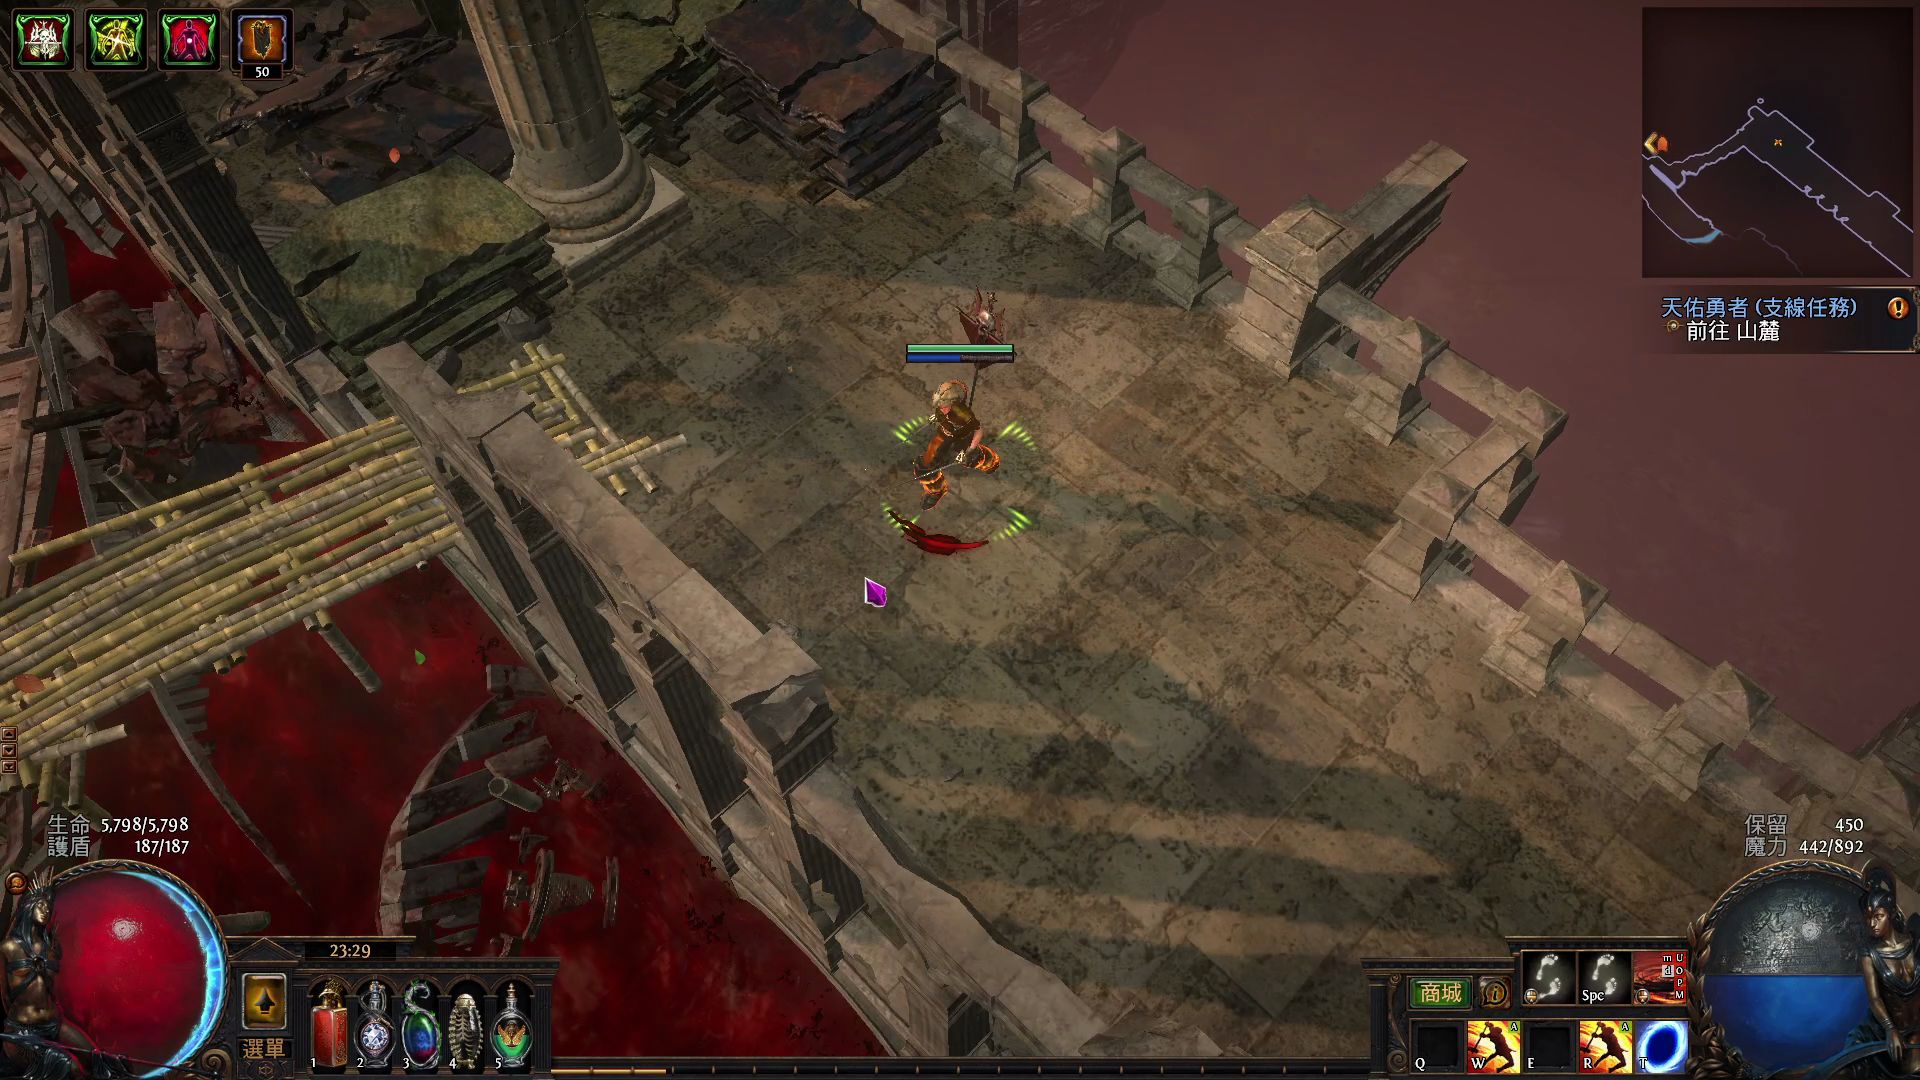 50
天佑勇者 (支線任務)
前往 山麓
生命 5,798/5,798
護盾 187/187
保留 450
魔力 442/892
23:29
選單
1 2 3 4 5
商城
Spc
Q W E R T
A A